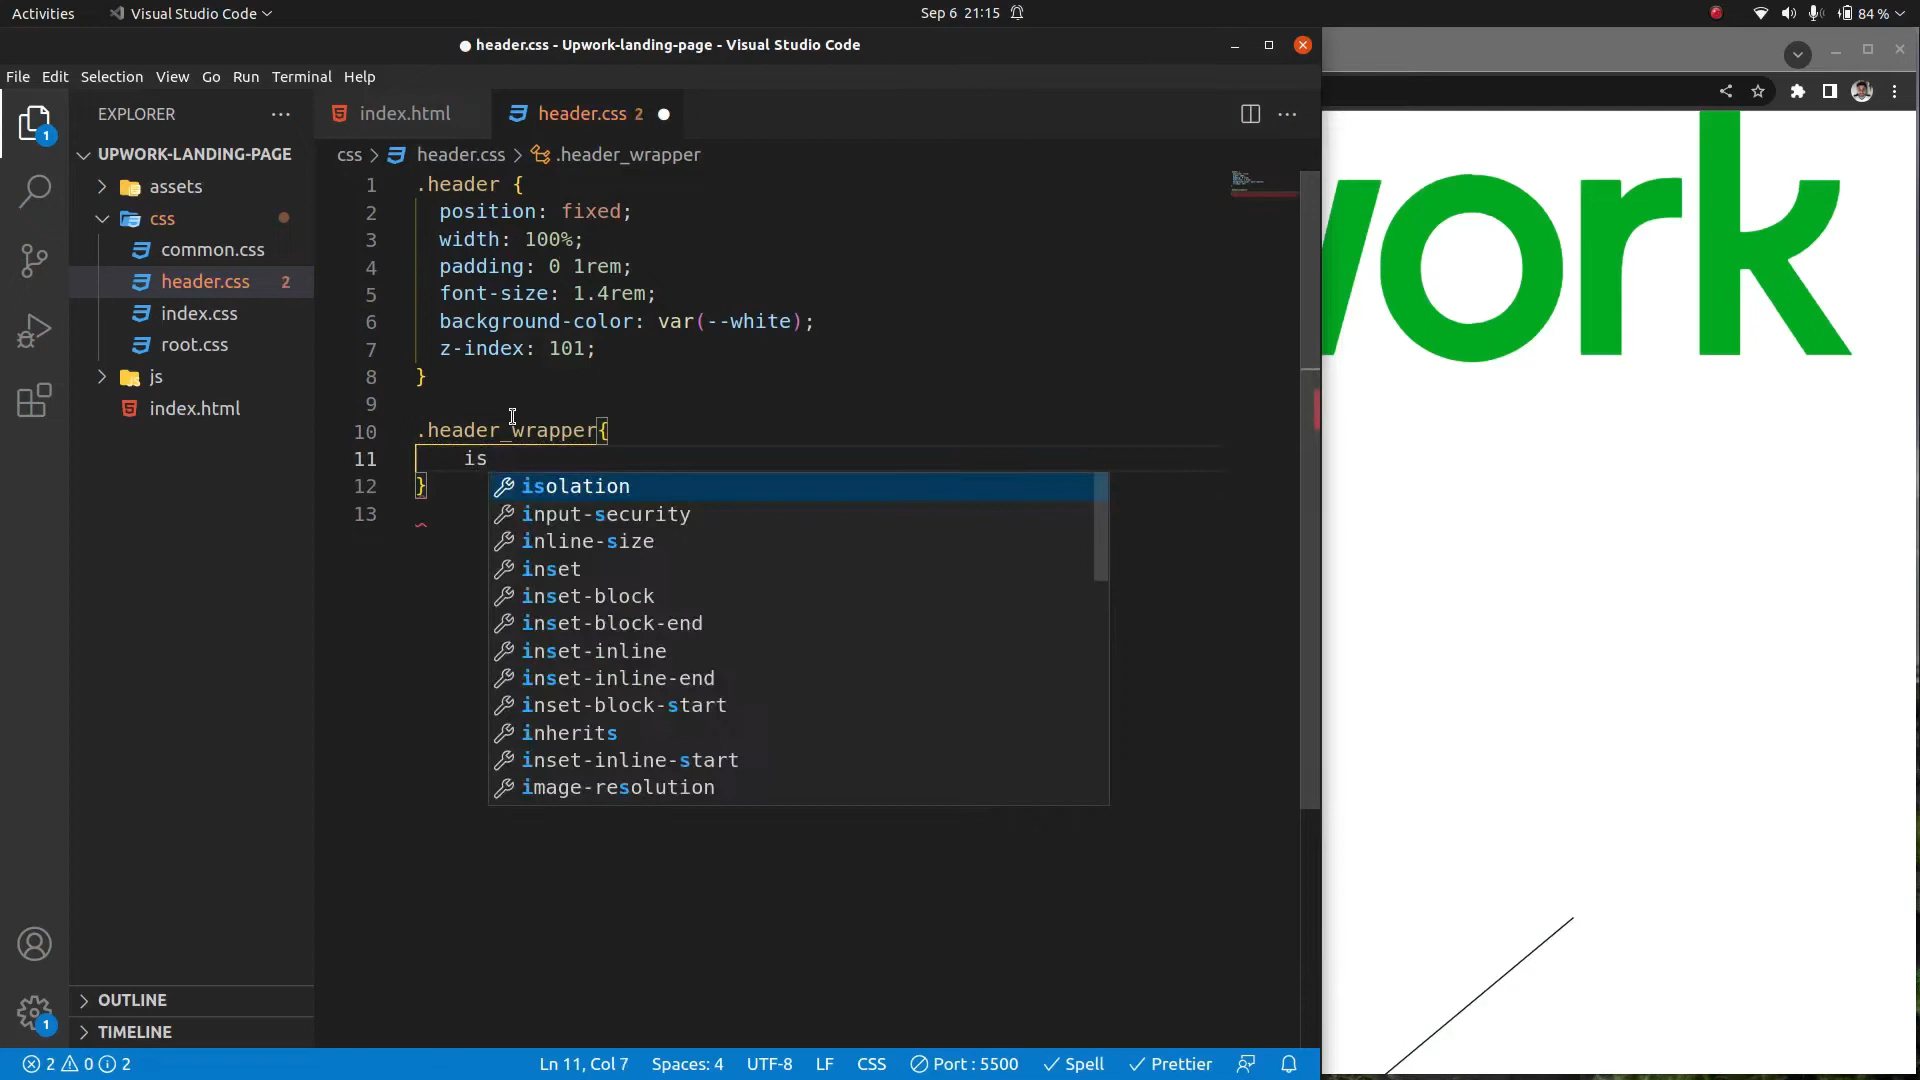 Activities
Visual Studio Code
Sep 6 21:15
84 %
header.css - Upwork-landing-page - Visual Studio Code
File Edit Selection View Go Run Terminal Help
EXPLORER
index.html
header.css 2
UPWORK-LANDING-PAGE
css > header.css > .header_wrapper
assets
css
common.css
header.css 2
index.css
root.css
js
index.html
1 .header {
2 position: fixed;
3 width: 100%;
4 padding: 0 1rem;
5 font-size: 1.4rem;
6 background-color: var(--white);
7 z-index: 101;
8 }
9
10 .header_wrapper{
11 is
12 }
13
isolation
input-security
inline-size
inset
inset-block
inset-block-end
inset-inline
inset-inline-end
inset-block-start
inherits
inset-inline-start
image-resolution
work
1
1
OUTLINE
TIMELINE
2 0 2
Ln 11, Col 7 Spaces: 4 UTF-8 LF CSS Port : 5500 Spell Prettier